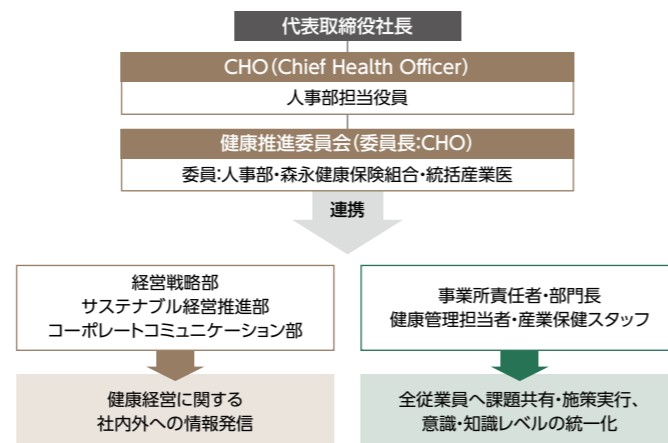 代表取締役社長
CHO(Chief Health Officer)
人事部担当役員
健康推進委員会(委員長:CHO)
委員:人事部・森永健康保険組合・統括産業医
連携
経営戦略部
サステナブル経営推進部
コーポレートコミュニケーション部
事業所責任者・部門長
健康管理担当者・産業保健スタッフ
健康経営に関する
社内外への情報発信
全従業員へ課題共有・施策実行、
意識・知識レベルの統一化